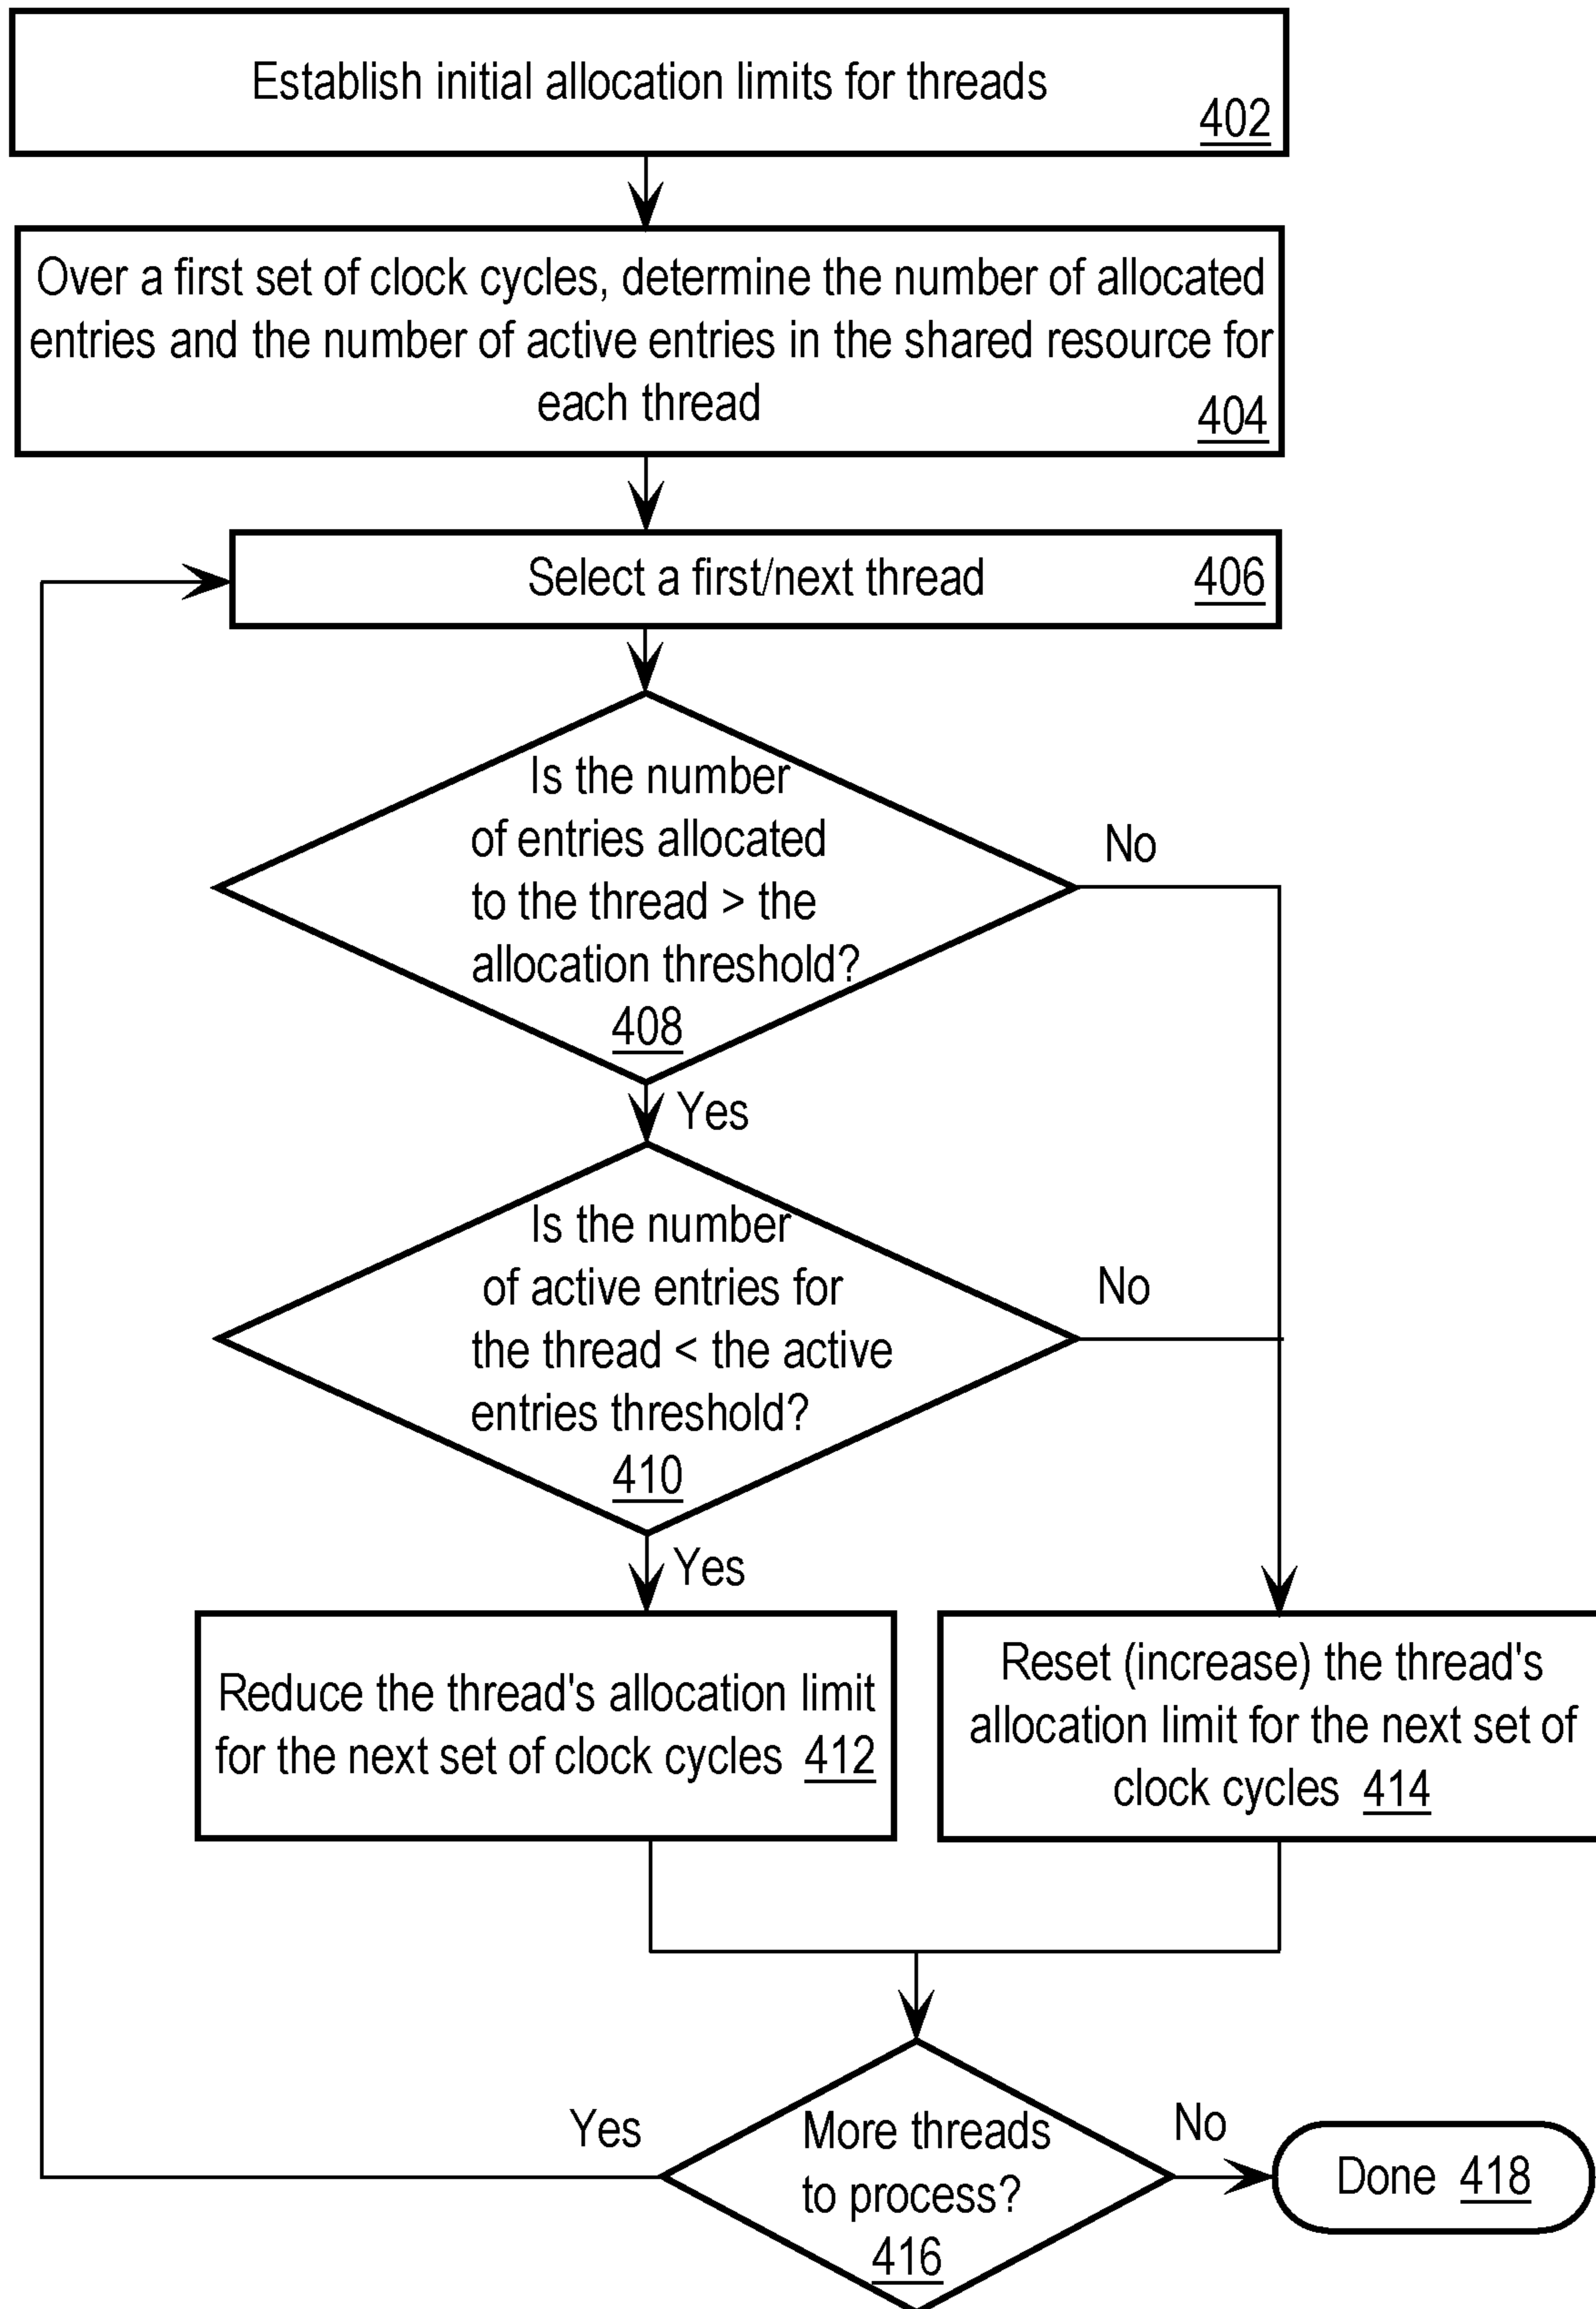 Establish initial allocation limits for threads
402
Over a first set of clock cycles, determine the number of allocated
entries and the number of active entries in the shared resource for
each thread
404
Select a first/next thread 406
Is the number
of entries allocated
to the thread > the
allocation threshold?
408
No
Yes
Is the number
of active entries for
the thread < the active
entries threshold?
410
No
Yes
Reduce the thread's allocation limit
for the next set of clock cycles 412
Reset (increase) the thread's
allocation limit for the next set of
clock cycles 414
More threads
to process?
416
Yes
No
Done 418